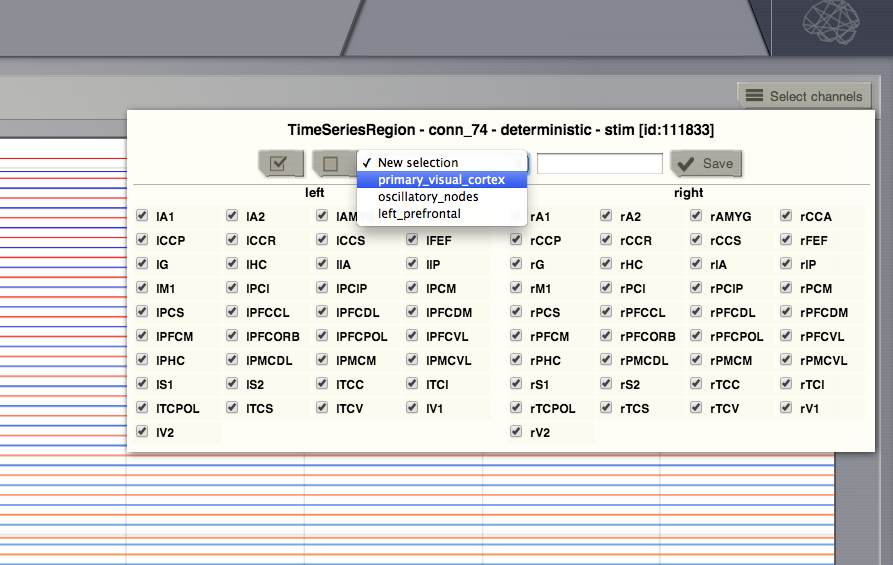 Select channels
TimeSeriesRegion - conn_74 - deterministic - stim [id:111833]
New selection
Save
primary_visual_cortex
oscillatory_nodes
left_prefrontal
left right
lA1 lA2 rA1 rA2 rAMYG rCCA
lCCP lCCR lCCS lFEF rCCP rCCR rCCS rFEF
lG lHC lIA lIP rG rHC rIA rIP
lM1 lPCI lPCIP lPCM rM1 rPCI rPCIP rPCM
lPCS lPFCCL lPFCDL lPFCDM rPCS rPFCCL rPFCDL rPFCDM
lPFCM lPFCORB lPFCPOL lPFCVL rPFCM rPFCORB rPFCPOL rPFCVL
lPHC lPMCDL lPMCM lPMCVL rPHC rPMCDL rPMCM rPMCVL
lS1 lS2 lTCC lTCI rS1 rS2 rTCC rTCI
lTCPOL lTCS lTCV lV1 rTCPOL rTCS rTCV rV1
lV2 rV2